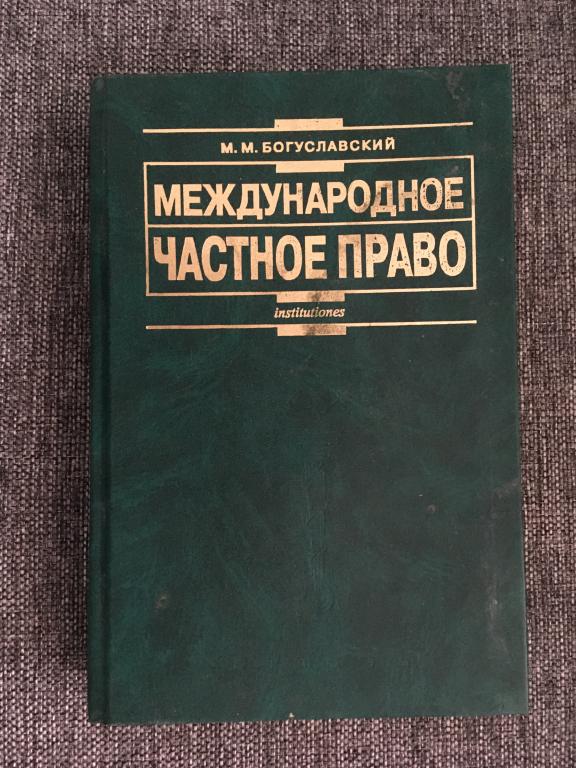 М. М. БОГУСЛАВСКИЙ
МЕЖДУНАРОДНОЕ
ЧАСТНОЕ ПРАВО
institutiones